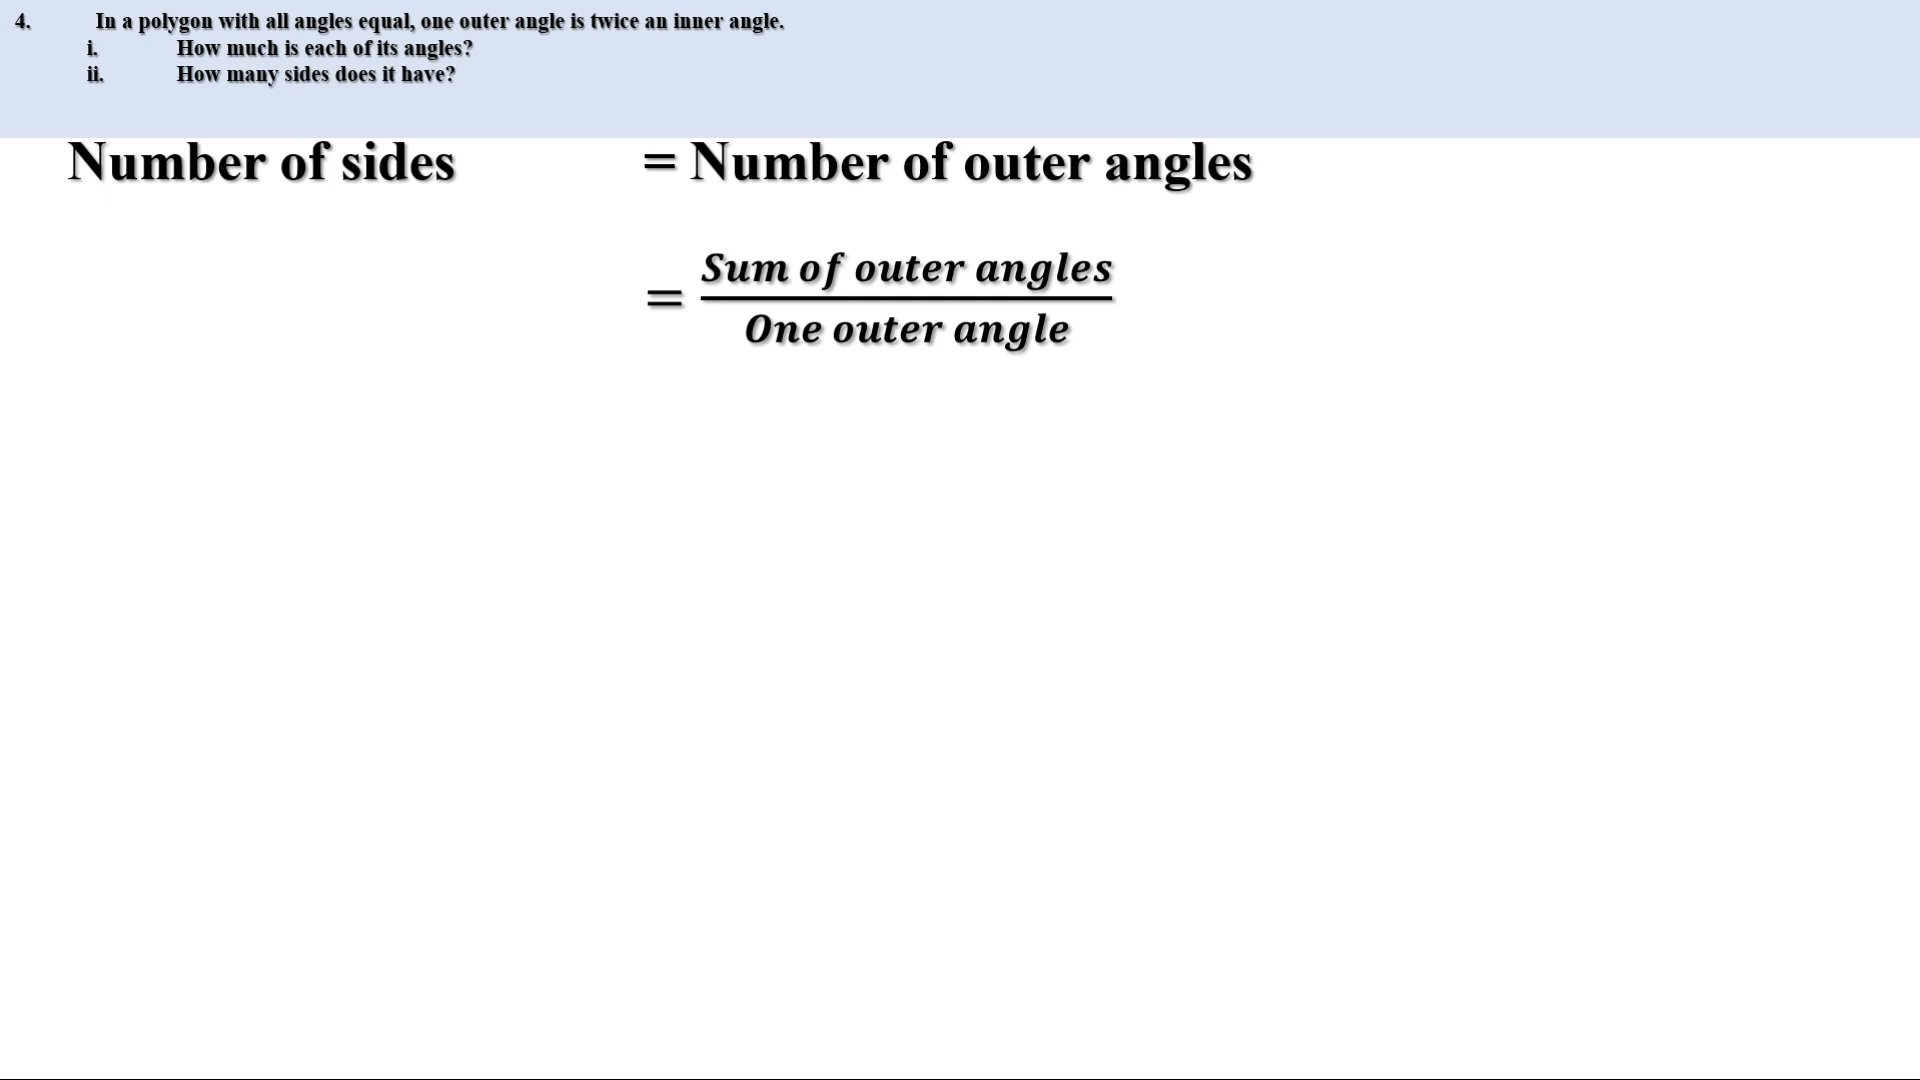 4. In a polygon with all angles equal, one outer angle is twice an inner angle.
i. How much is each of its angles?
ii. How many sides does it have?
Number of sides = Number of outer angles
= Sum of outer angles
One outer angle